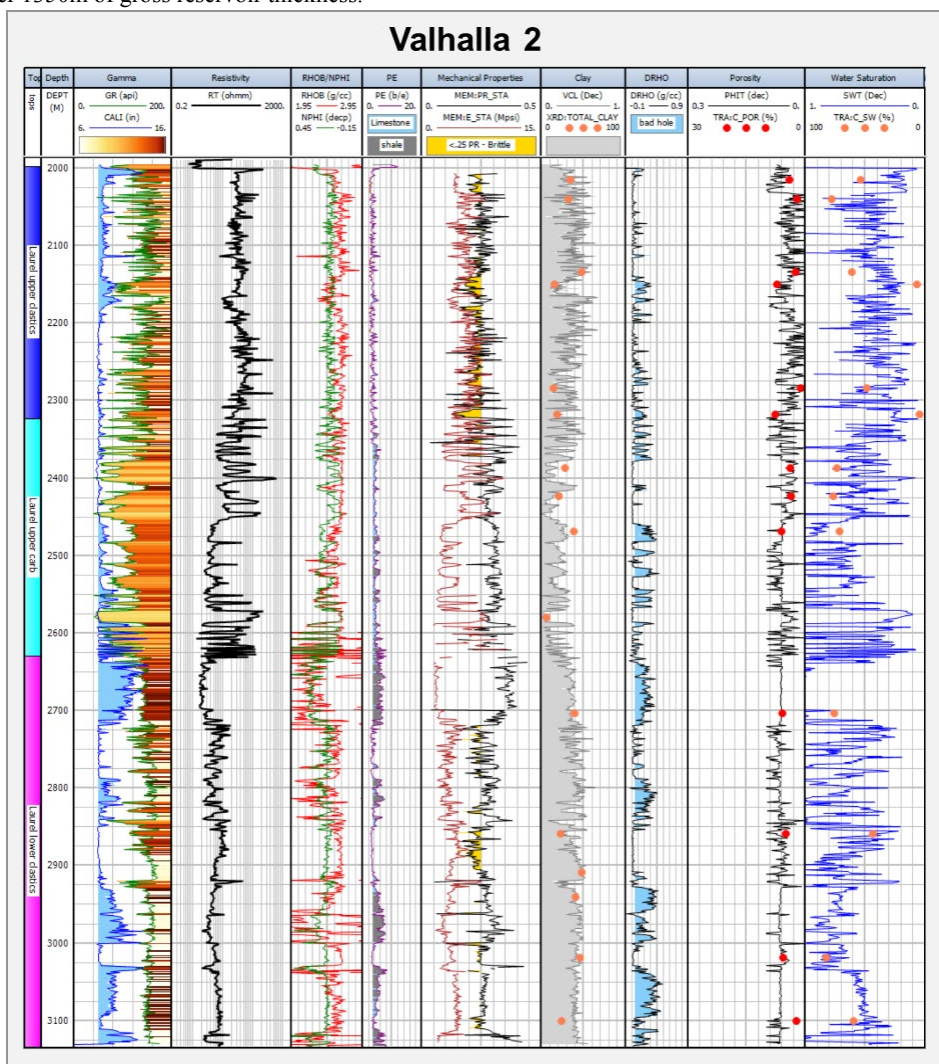 er 1350m of gross reservoir thickness.
Valhalla 2
Top Depth Gamma Resistivity RHOB/NPHI PE Mechanical Properties Clay DRHO Porosity Water Saturation
tops
DEPT
(M)
GR (api)
0. 200.
CALI (in)
6. 16.
RT (ohmm)
0.2 2000.
RHOB (g/cc)
1.95 2.95
NPHI (decp)
0.45 -0.15
PE (b/e)
0. 20.
Limestone
shale
MEM:PR_STA
0. 0.5
MEM:E_STA (Mpsi)
0. 15.
<.25 PR - Brittle
VCL (Dec)
0. 1.
XRD:TOTAL_CLAY
0 100
DRHO (g/cc)
-0.1 0.9
bad hole
PHIT (dec)
0.3 0.
TRA:C_POR (%)
30 0
SWT (Dec)
1. 0.
TRA:C_SW (%)
100 0
2000
2100
2200
2300
2400
2500
2600
2700
2800
2900
3000
3100
Laurel upper clastics
Laurel upper carb
Laurel lower clastics